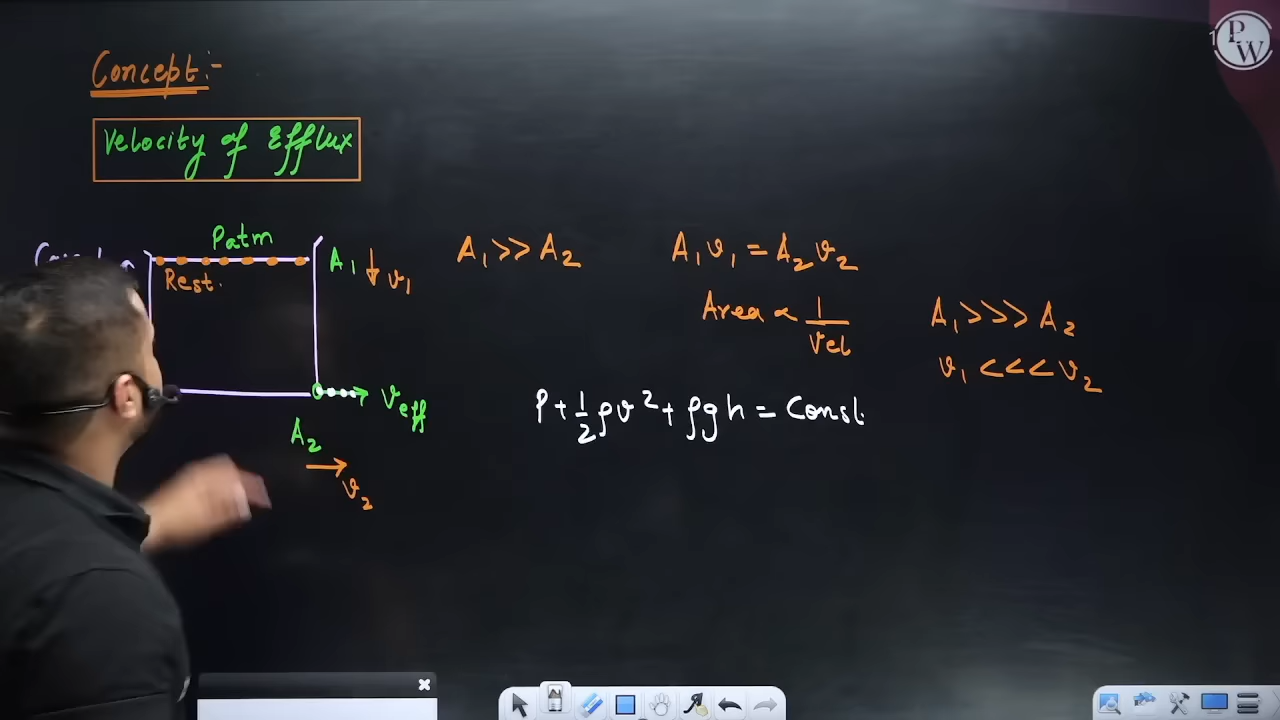 Concept:-
Velocity of Efflux
Patm
Rest.
A₁ ↓ v₁
A₁ >> A₂
A₁v₁ = A₂v₂
Area ∝ 1/Vel
A₁ >>> A₂
v₁ <<< v₂
Veff
A₂
→ v₂
P + 1/2 ρv² + ρgh = Const.
PW